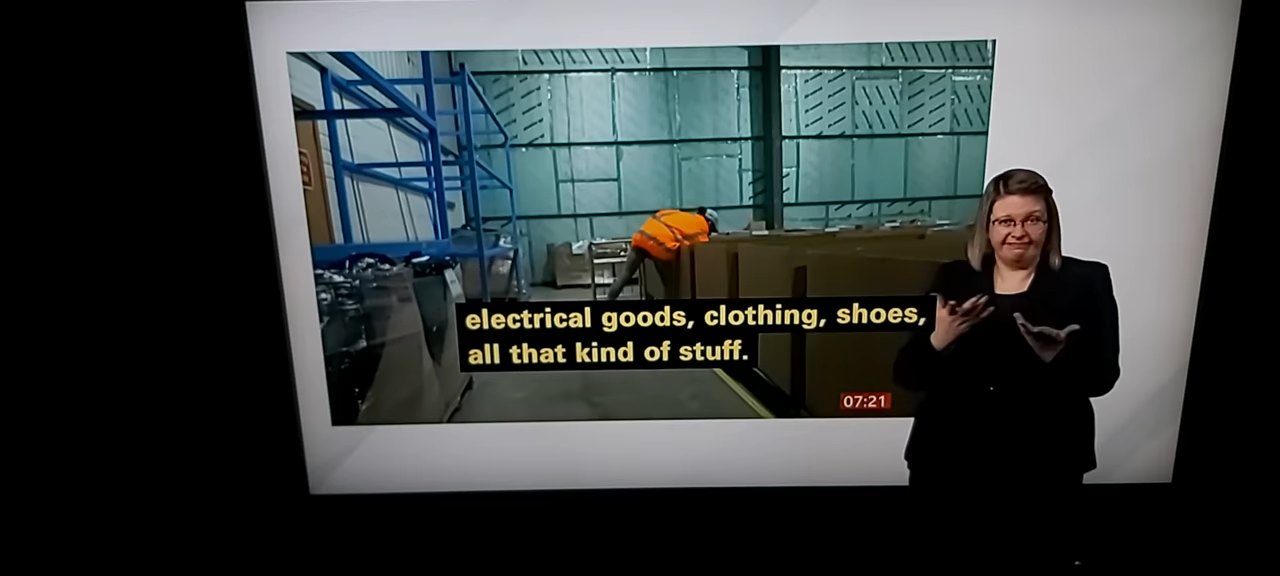 electrical goods, clothing, shoes,
all that kind of stuff.
07:21